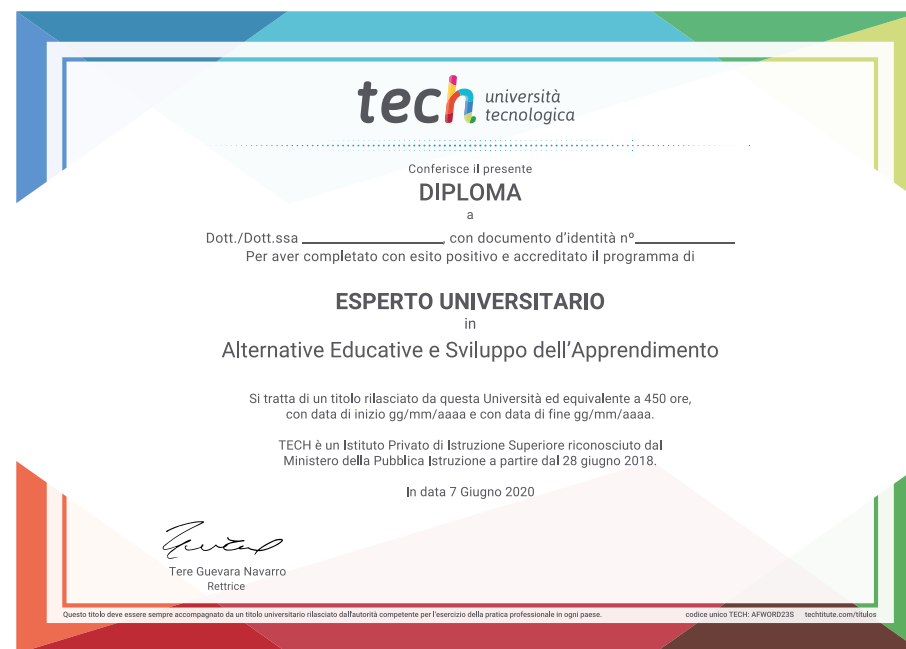 tech università
tecnologica
Conferisce il presente
DIPLOMA
a
Dott./Dott.ssa ____________, con documento d'identità nº____________
Per aver completato con esito positivo e accreditato il programma di
ESPERTO UNIVERSITARIO
in
Alternative Educative e Sviluppo dell'Apprendimento
Si tratta di un titolo rilasciato da questa Università ed equivalente a 450 ore,
con data di inizio gg/mm/aaaa e con data di fine gg/mm/aaaa.
TECH è un Istituto Privato di Istruzione Superiore riconosciuto dal
Ministero della Pubblica Istruzione a partire dal 28 giugno 2018.
In data 7 Giugno 2020
Tere Guevara Navarro
Rettrice
Questo titolo deve essere sempre accompagnato da un titolo universitario rilasciato dall'autorità competente per l'esercizio della pratica professionale in ogni paese. codice unico TECH: AFWORD23S techtitute.com/titulos